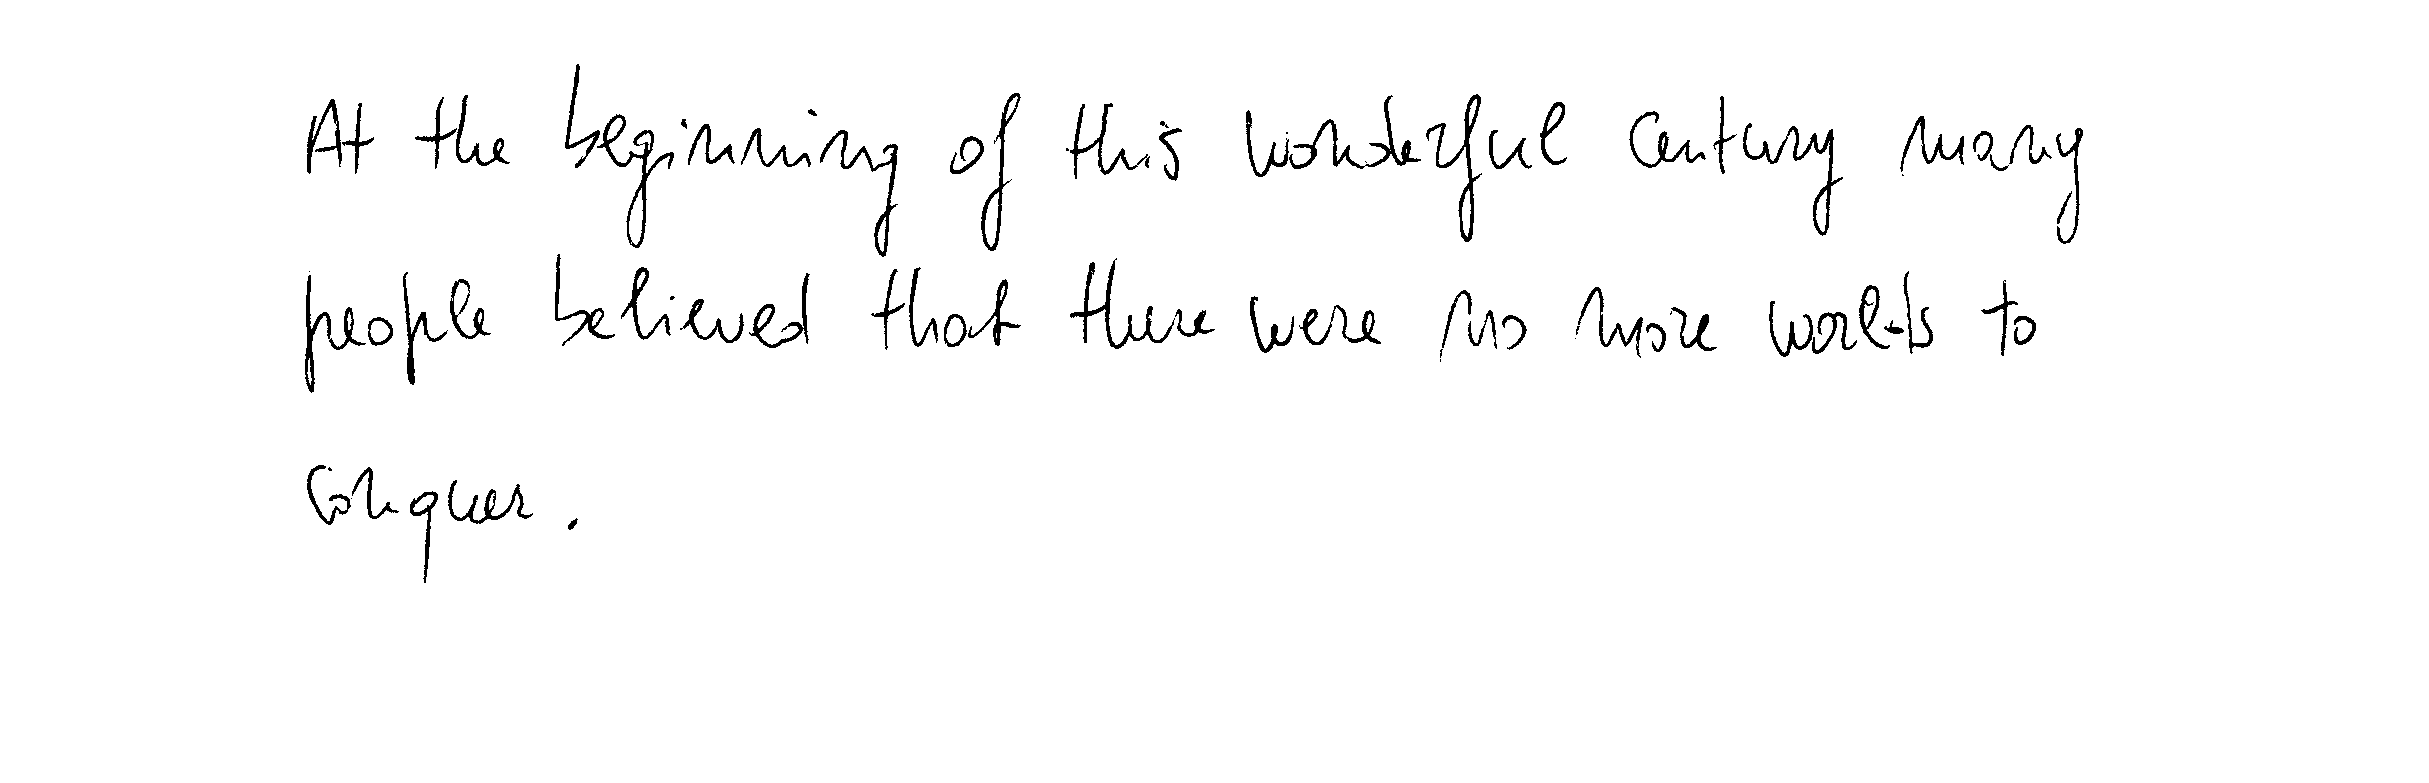 At the beginning of this wonderful century many
people believed that there were no more worlds to
conquer.